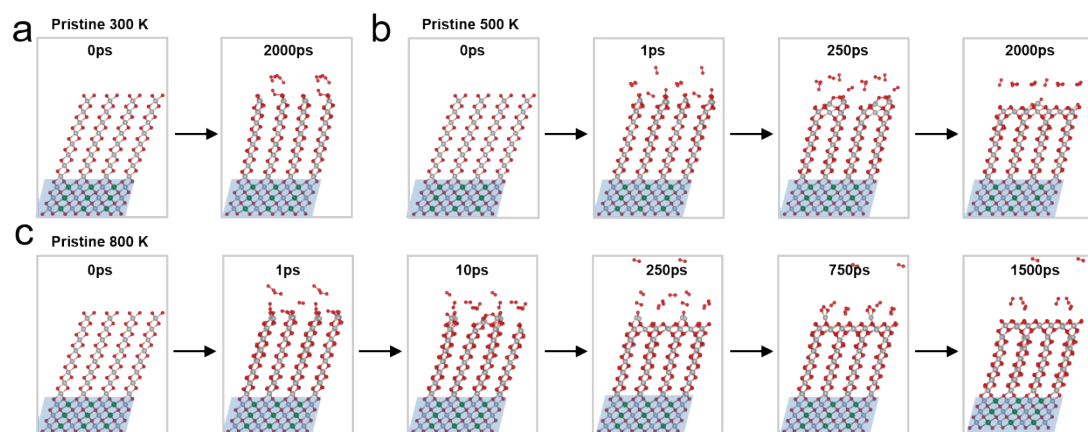 a
Pristine 300 K
0ps
2000ps
b
Pristine 500 K
0ps
1ps
250ps
2000ps
c
Pristine 800 K
0ps
1ps
10ps
250ps
750ps
1500ps